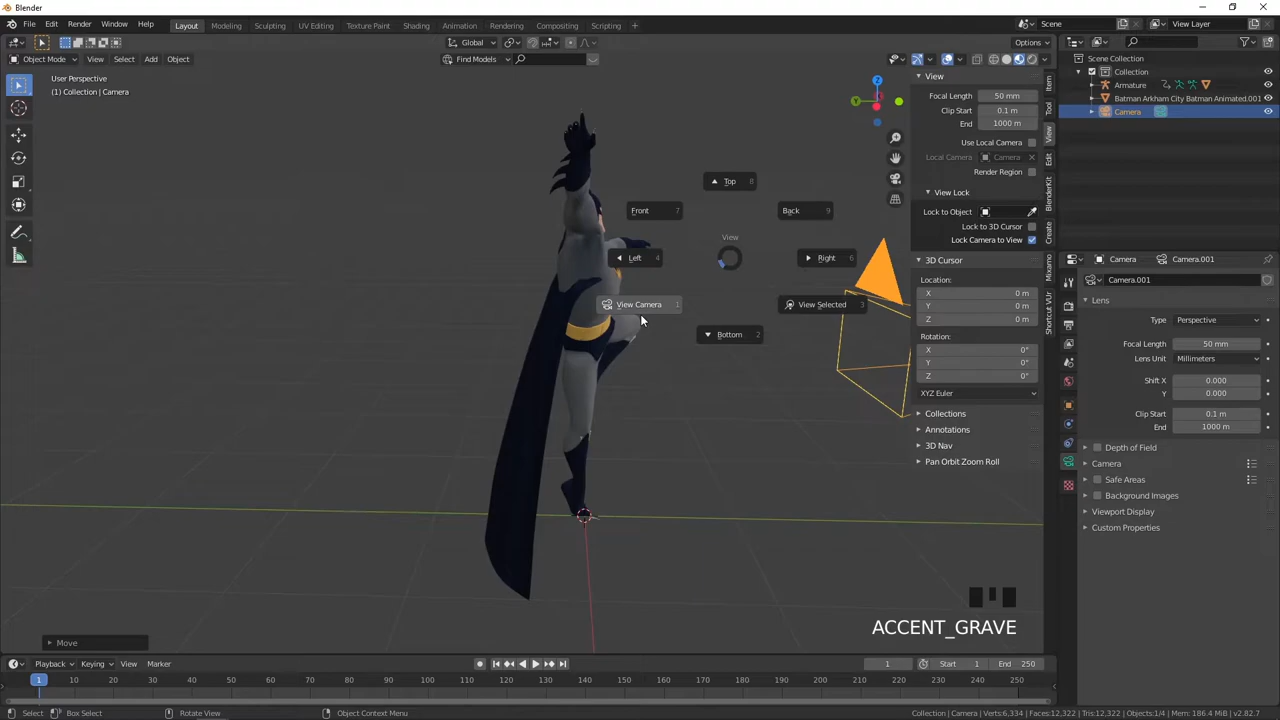 Blender
File Edit Render Window Help Layout Modeling Sculpting UV Editing Texture Paint Shading Animation Rendering Compositing Scripting + Scene View Layer
Global Options
Object Mode View Select Add Object Find Models
User Perspective
(1) Collection | Camera
Top 8
Front 7
Back 9
View
Left 4
Right 6
View Camera 1
View Selected 3
Bottom 2
Y
Z
View
Focal Length 50 mm
Clip Start 0.1 m
End 1000 m
Use Local Camera
Local Camera Camera
Render Region
View Lock
Lock to Object
Lock to 3D Cursor
Lock Camera to View
3D Cursor
Location:
X 0 m
Y 0 m
Z 0 m
Rotation:
X 0°
Y 0°
Z 0°
XYZ Euler
Collections
Annotations
3D Nav
Pan Orbit Zoom Roll
Item
Tool
View
Edit
BlenderKit
Create
Mixamo
Shortcut VUr
Scene Collection
Collection
Armature
Batman Arkham City Batman Animated.001
Camera
Camera Camera.001
Camera.001
Lens
Type Perspective
Focal Length 50 mm
Lens Unit Millimeters
Shift X 0.000
Y 0.000
Clip Start 0.1 m
End 1000 m
Depth of Field
Camera
Safe Areas
Background Images
Viewport Display
Custom Properties
ACCENT_GRAVE
Move
Playback Keying View Marker 1 Start 1 End 250
1 10 20 30 40 50 60 70 80 90 100 110 120 130 140 150 160 170 180 190 200 210 220 230 240 250
Select Box Select Rotate View Object Context Menu Collection | Camera | Verts:6,334 | Faces:12,322 | Tris:12,322 | Objects:1/4 | Mem: 186.4 MiB | v2.82.7